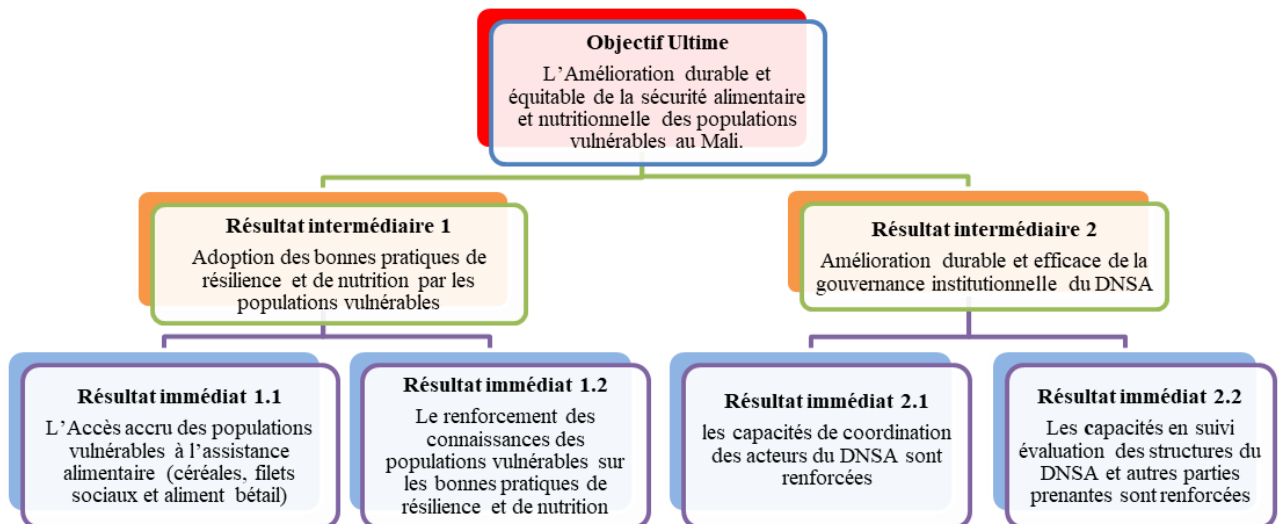 Objectif Ultime
L'Amélioration durable et
équitable de la sécurité alimentaire
et nutritionnelle des populations
vulnérables au Mali.
Résultat intermédiaire 1
Adoption des bonnes pratiques de
résilience et de nutrition par les
populations vulnérables
Résultat intermédiaire 2
Amélioration durable et efficace de la
gouvernance institutionnelle du DNSA
Résultat immédiat 1.1
L'Accès accru des populations
vulnérables à l'assistance
alimentaire (céréales, filets
sociaux et aliment bétail)
Résultat immédiat 1.2
Le renforcement des
connaissances des
populations vulnérables sur
les bonnes pratiques de
résilience et de nutrition
Résultat immédiat 2.1
les capacités de coordination
des acteurs du DNSA sont
renforcées
Résultat immédiat 2.2
Les capacités en suivi
évaluation des structures du
DNSA et autres parties
prenantes sont renforcées